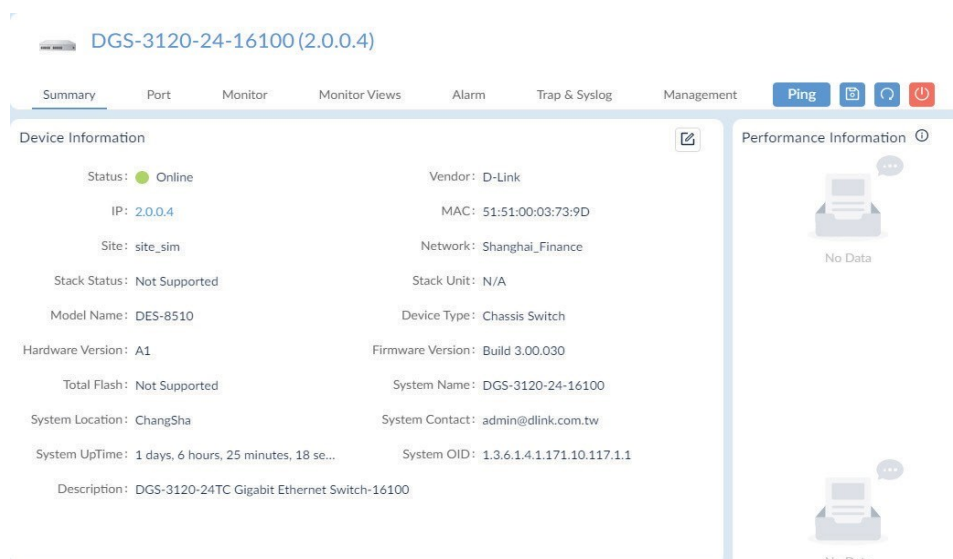 DGS-3120-24-16100 (2.0.0.4)
Summary Port Monitor Monitor Views Alarm Trap & Syslog Management Ping
Device Information
Status: Online
Vendor: D-Link
IP: 2.0.0.4
MAC: 51:51:00:03:73:9D
Site: site_sim
Network: Shanghai_Finance
Stack Status: Not Supported
Stack Unit: N/A
Model Name: DES-8510
Device Type: Chassis Switch
Hardware Version: A1
Firmware Version: Build 3.00.030
Total Flash: Not Supported
System Name: DGS-3120-24-16100
System Location: ChangSha
System Contact: admin@dlink.com.tw
System UpTime: 1 days, 6 hours, 25 minutes, 18 se...
System OID: 1.3.6.1.4.1.171.10.117.1.1
Description: DGS-3120-24TC Gigabit Ethernet Switch-16100
Performance Information
No Data